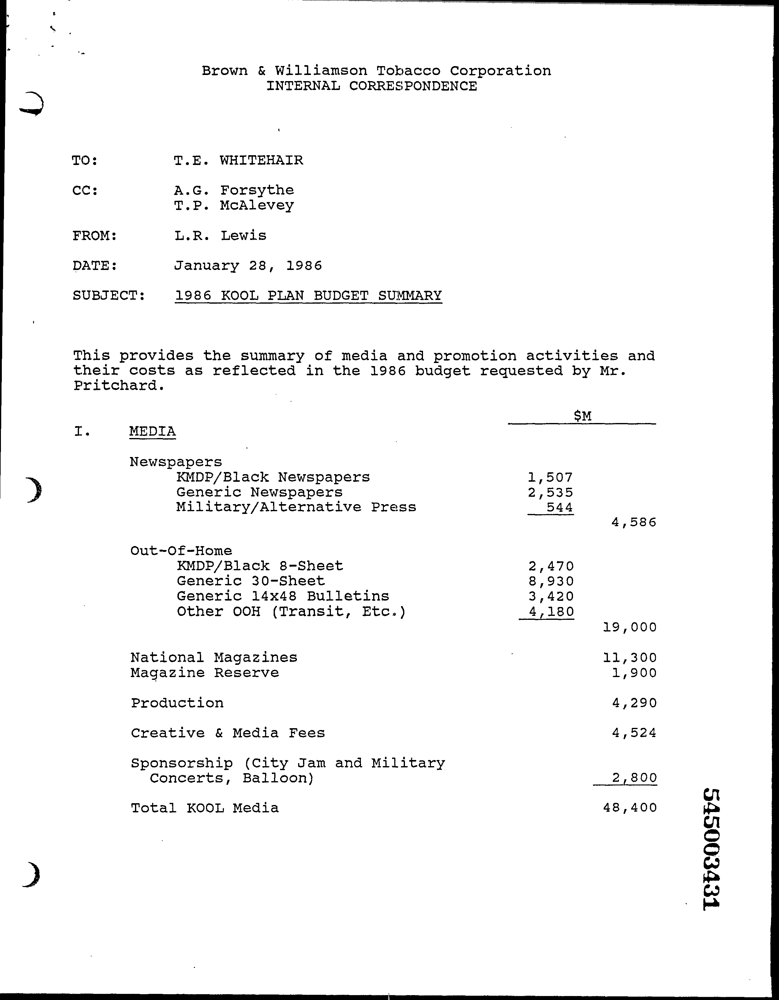 Brown & Williamson Tobacco Corporation
INTERNAL CORRESPONDENCE
TO: T.E. WHITEHAIR
CC: A.G. Forsythe
T.P. McAlevey
FROM: L.R. Lewis
DATE: January 28, 1986
SUBJECT: 1986 KOOL PLAN BUDGET SUMMARY
This provides the summary of media and promotion activities and
their costs as reflected in the 1986 budget requested by Mr.
Pritchard.
$M
I. MEDIA
Newspapers
KMDP/Black Newspapers 1,507
Generic Newspapers 2,535
Military/Alternative Press 544
4,586
Out-Of-Home
KMDP/Black 8-Sheet 2,470
Generic 30-Sheet 8,930
Generic 14x48 Bulletins 3,420
Other OOH (Transit, Etc.) 4,180
19,000
National Magazines 11,300
Magazine Reserve 1,900
Production 4,290
Creative & Media Fees 4,524
Sponsorship (City Jam and Military
Concerts, Balloon) 2,800
Total KOOL Media 48,400
545003431